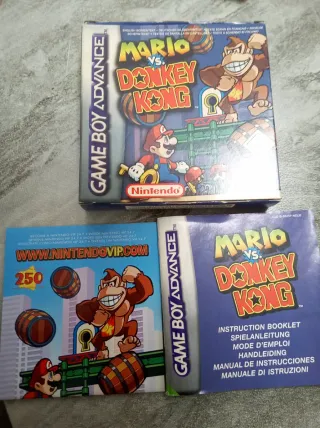 GAME BOY ADVANCE
MARIO
VS.
DONKEY
KONG
Nintendo
WWW.NINTENDOVIP.COM
250
GAME BOY ADVANCE
MARIO
VS.
DONKEY
KONG
INSTRUCTION BOOKLET
SPIELANLEITUNG
MODE D'EMPLOI
HANDLEIDING
MANUAL DE INSTRUCCIONES
MANUALE DI ISTRUZIONI